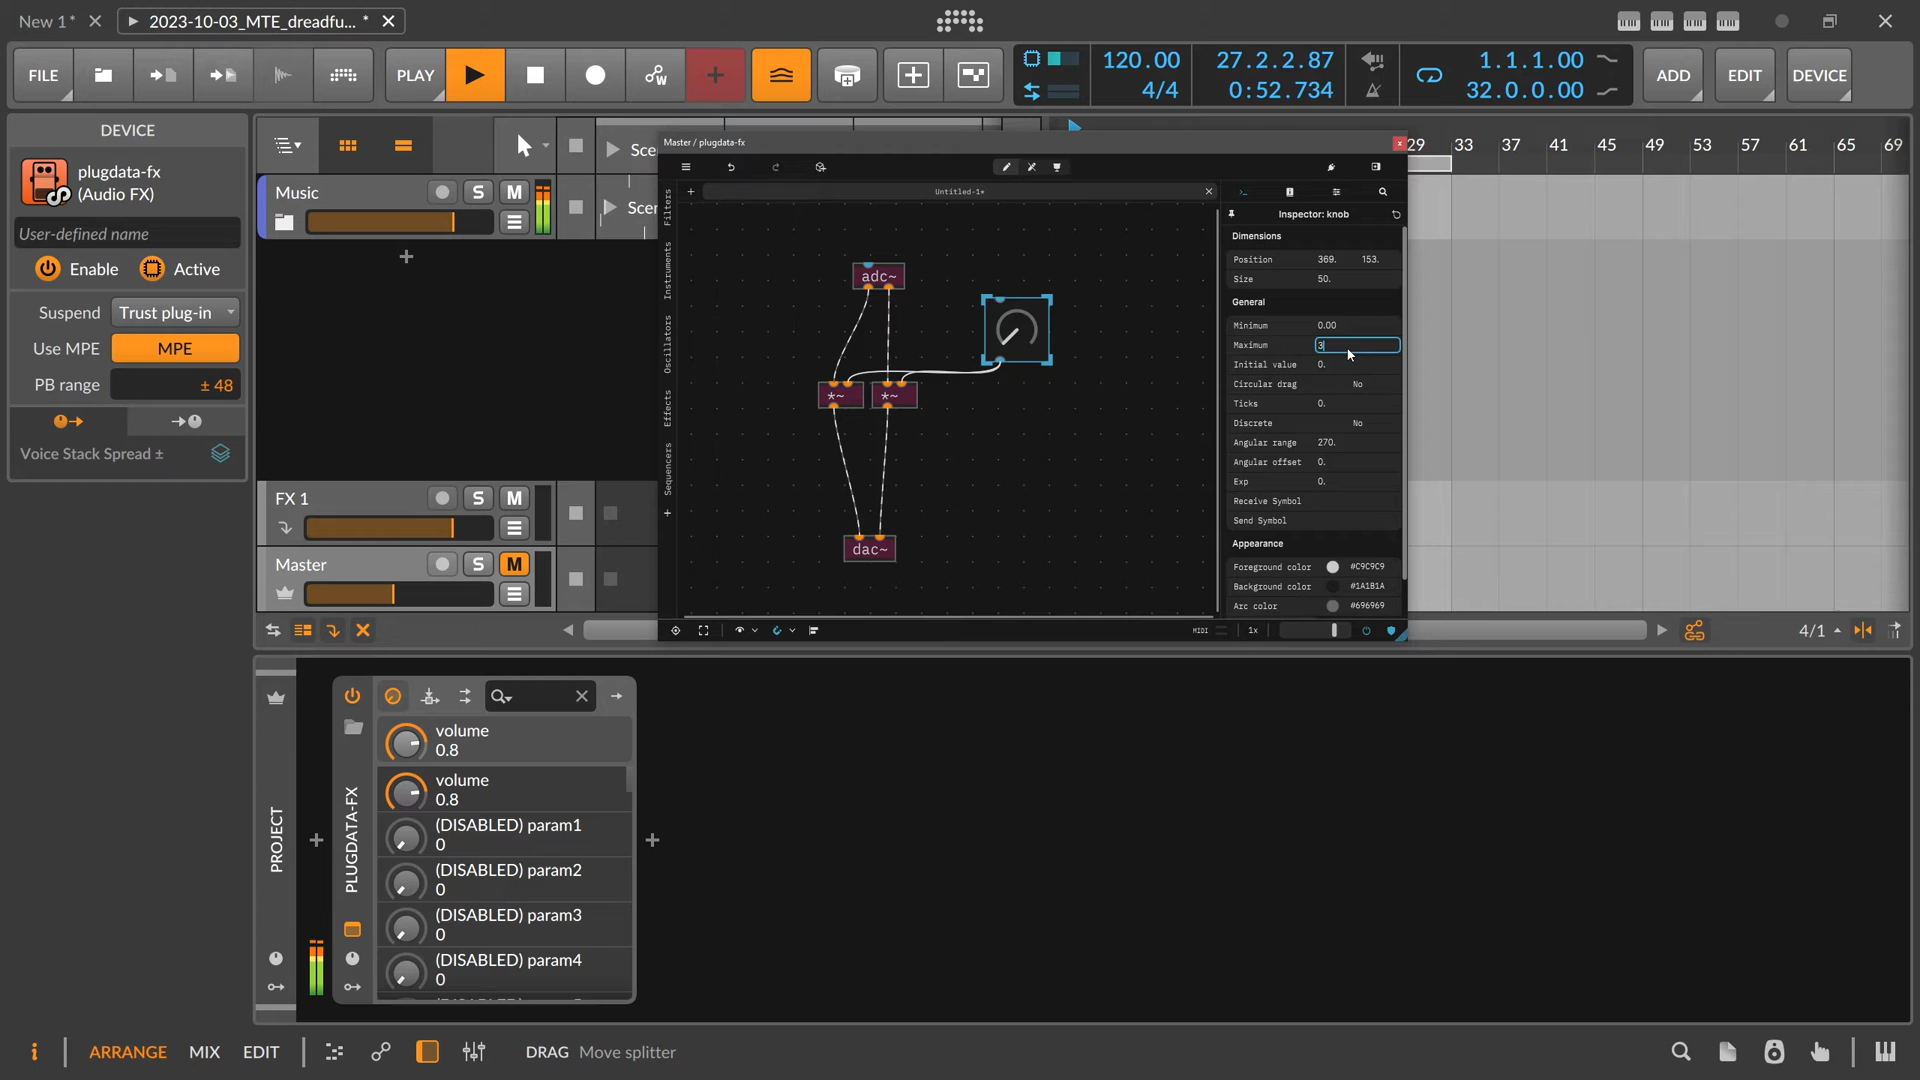 New 1*
2023-10-03_MTE_dreadfu... *
FILE
PLAY
120.00
4/4
27.2.2.87
0:52.734
1.1.1.00
32.0.0.00
ADD
EDIT
DEVICE
DEVICE
plugdata-fx
(Audio FX)
User-defined name
Enable
Active
Suspend
Trust plug-in
Use MPE
MPE
PB range
± 48
Voice Stack Spread ±
Music
S
M
Sce
Scer
FX 1
S
M
Master
S
M
29
33
37
41
45
49
53
57
61
65
69
Master / plugdata-fx
Untitled-1*
Filters
Instruments
Oscillators
Effects
Sequencers
adc~
*~
*~
dac~
Inspector: knob
Dimensions
Position 369. 153.
Size 50.
General
Minimum 0.00
Maximum 3
Initial value 0.
Circular drag No
Ticks 0.
Discrete No
Angular range 270.
Angular offset 0.
Exp 0.
Receive Symbol
Send Symbol
Appearance
Foreground color #C9C9C9
Background color #1A1B1A
Arc color #696969
MIDI
1x
4/1
PROJECT
PLUGDATA-FX
volume
0.8
volume
0.8
(DISABLED) param1
0
(DISABLED) param2
0
(DISABLED) param3
0
(DISABLED) param4
0
i
ARRANGE
MIX
EDIT
DRAG Move splitter